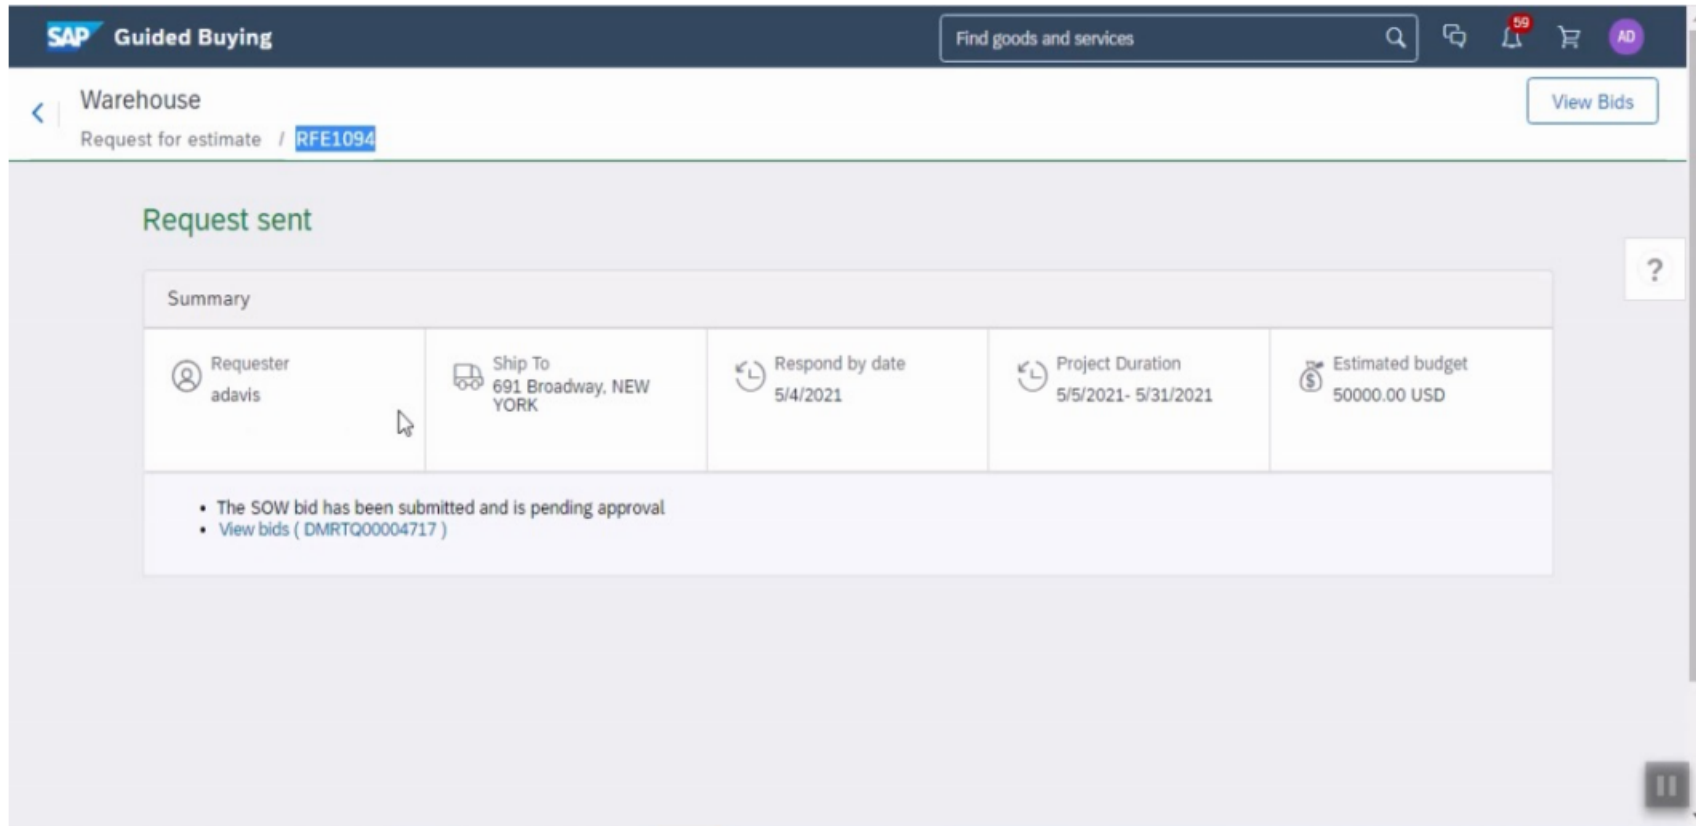 SAP Guided Buying
Find goods and services
59
AD
Warehouse
View Bids
Request for estimate / RFE1094
Request sent
?
Summary
Requester
adavis
Ship To
691 Broadway, NEW
YORK
Respond by date
5/4/2021
Project Duration
5/5/2021- 5/31/2021
Estimated budget
50000.00 USD
• The SOW bid has been submitted and is pending approval
• View bids ( DMRTQ00004717 )